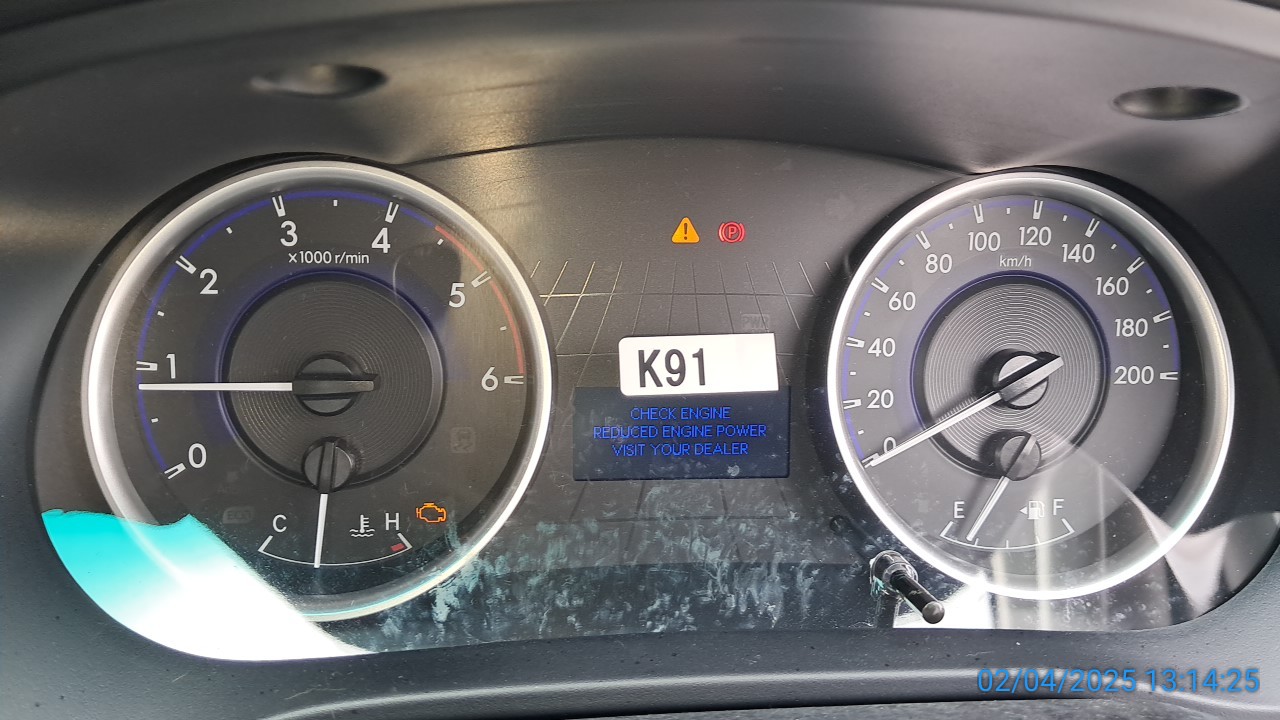 3
4
x1000 r/min
2
5
1
6
0
C
H
P
PWR
K91
CHECK ENGINE
REDUCED ENGINE POWER
VISIT YOUR DEALER
100
120
km/h
80
140
60
160
40
180
20
200
0
E
F
02/04/2025 13:14:25